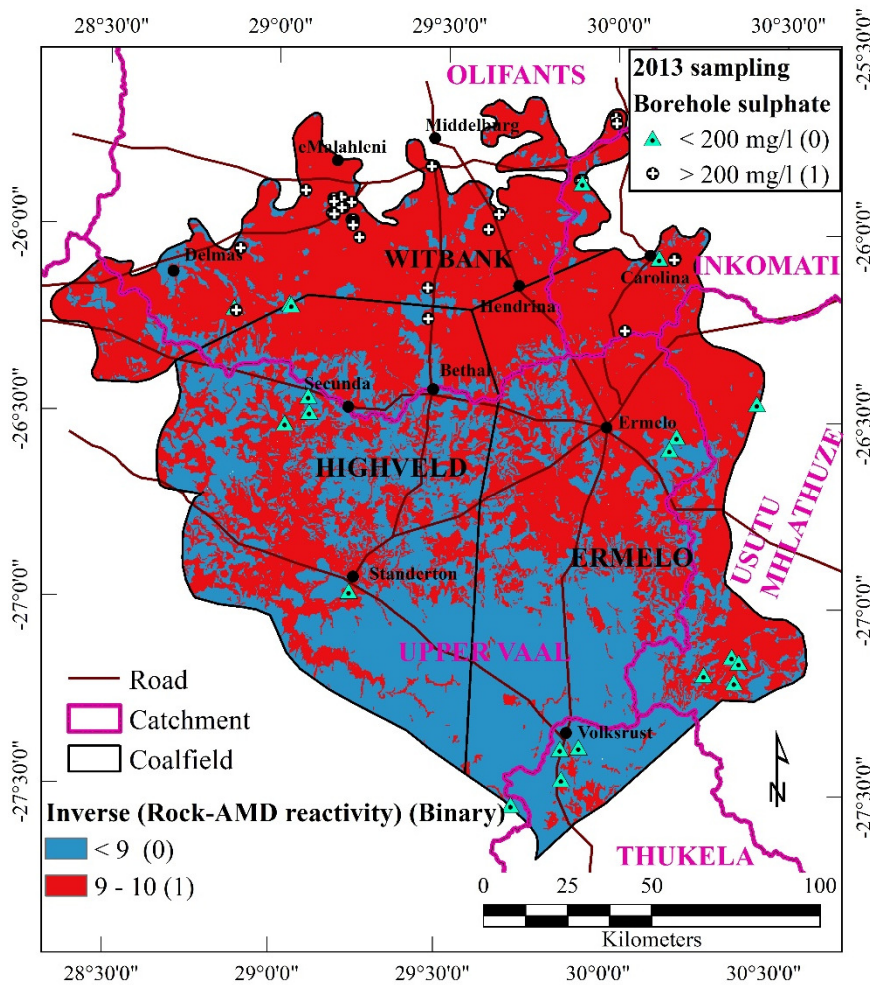 28°30'0" 29°0'0" 29°30'0" 30°0'0" 30°30'0"
-25°30'0"
OLIFANTS
2013 sampling
Borehole sulphate
< 200 mg/l (0)
> 200 mg/l (1)
Middelburg
eMalahleni
-26°0'0" -26°0'0"
Delmas
WITBANK
Carolina
INKOMATI
Hendrina
Bethal
Secunda
-26°30'0" -26°30'0"
Ermelo
HIGHVELD
USUTU
MHLATHUZE
ERMELO
Standerton
-27°0'0" -27°0'0"
UPPER VAAL
Road
Catchment
Coalfield
Volksrust
N
-27°30'0" -27°30'0"
Inverse (Rock-AMD reactivity) (Binary)
< 9 (0)
9 - 10 (1)
THUKELA
0 25 50 100
Kilometers
28°30'0" 29°0'0" 29°30'0" 30°0'0" 30°30'0"